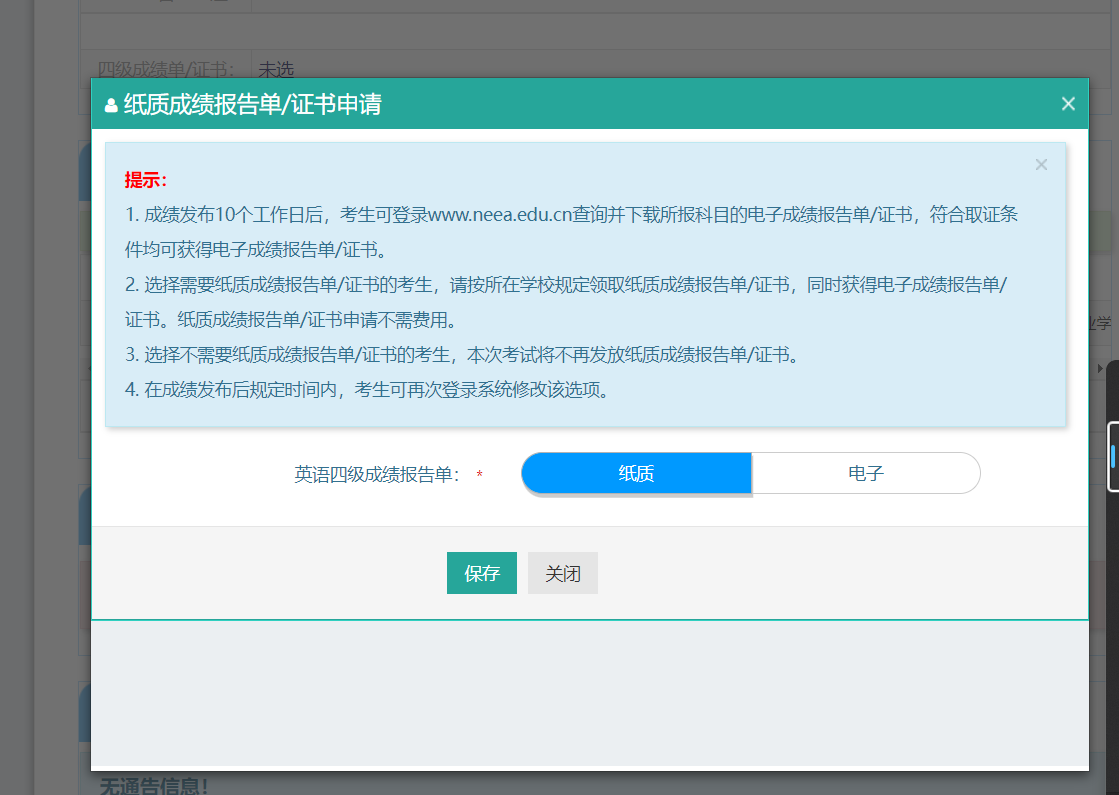 四级成绩单/证书：
未选
纸质成绩报告单/证书申请
×
×
提示：
1. 成绩发布10个工作日后，考生可登录www.neea.edu.cn查询并下载所报科目的电子成绩报告单/证书，符合取证条
件均可获得电子成绩报告单/证书。
2. 选择需要纸质成绩报告单/证书的考生，请按所在学校规定领取纸质成绩报告单/证书，同时获得电子成绩报告单/
证书。纸质成绩报告单/证书申请不需费用。
业学
3. 选择不需要纸质成绩报告单/证书的考生，本次考试将不再发放纸质成绩报告单/证书。
4. 在成绩发布后规定时间内，考生可再次登录系统修改该选项。
英语四级成绩报告单： * 纸质 电子
保存 关闭
无通告信息！